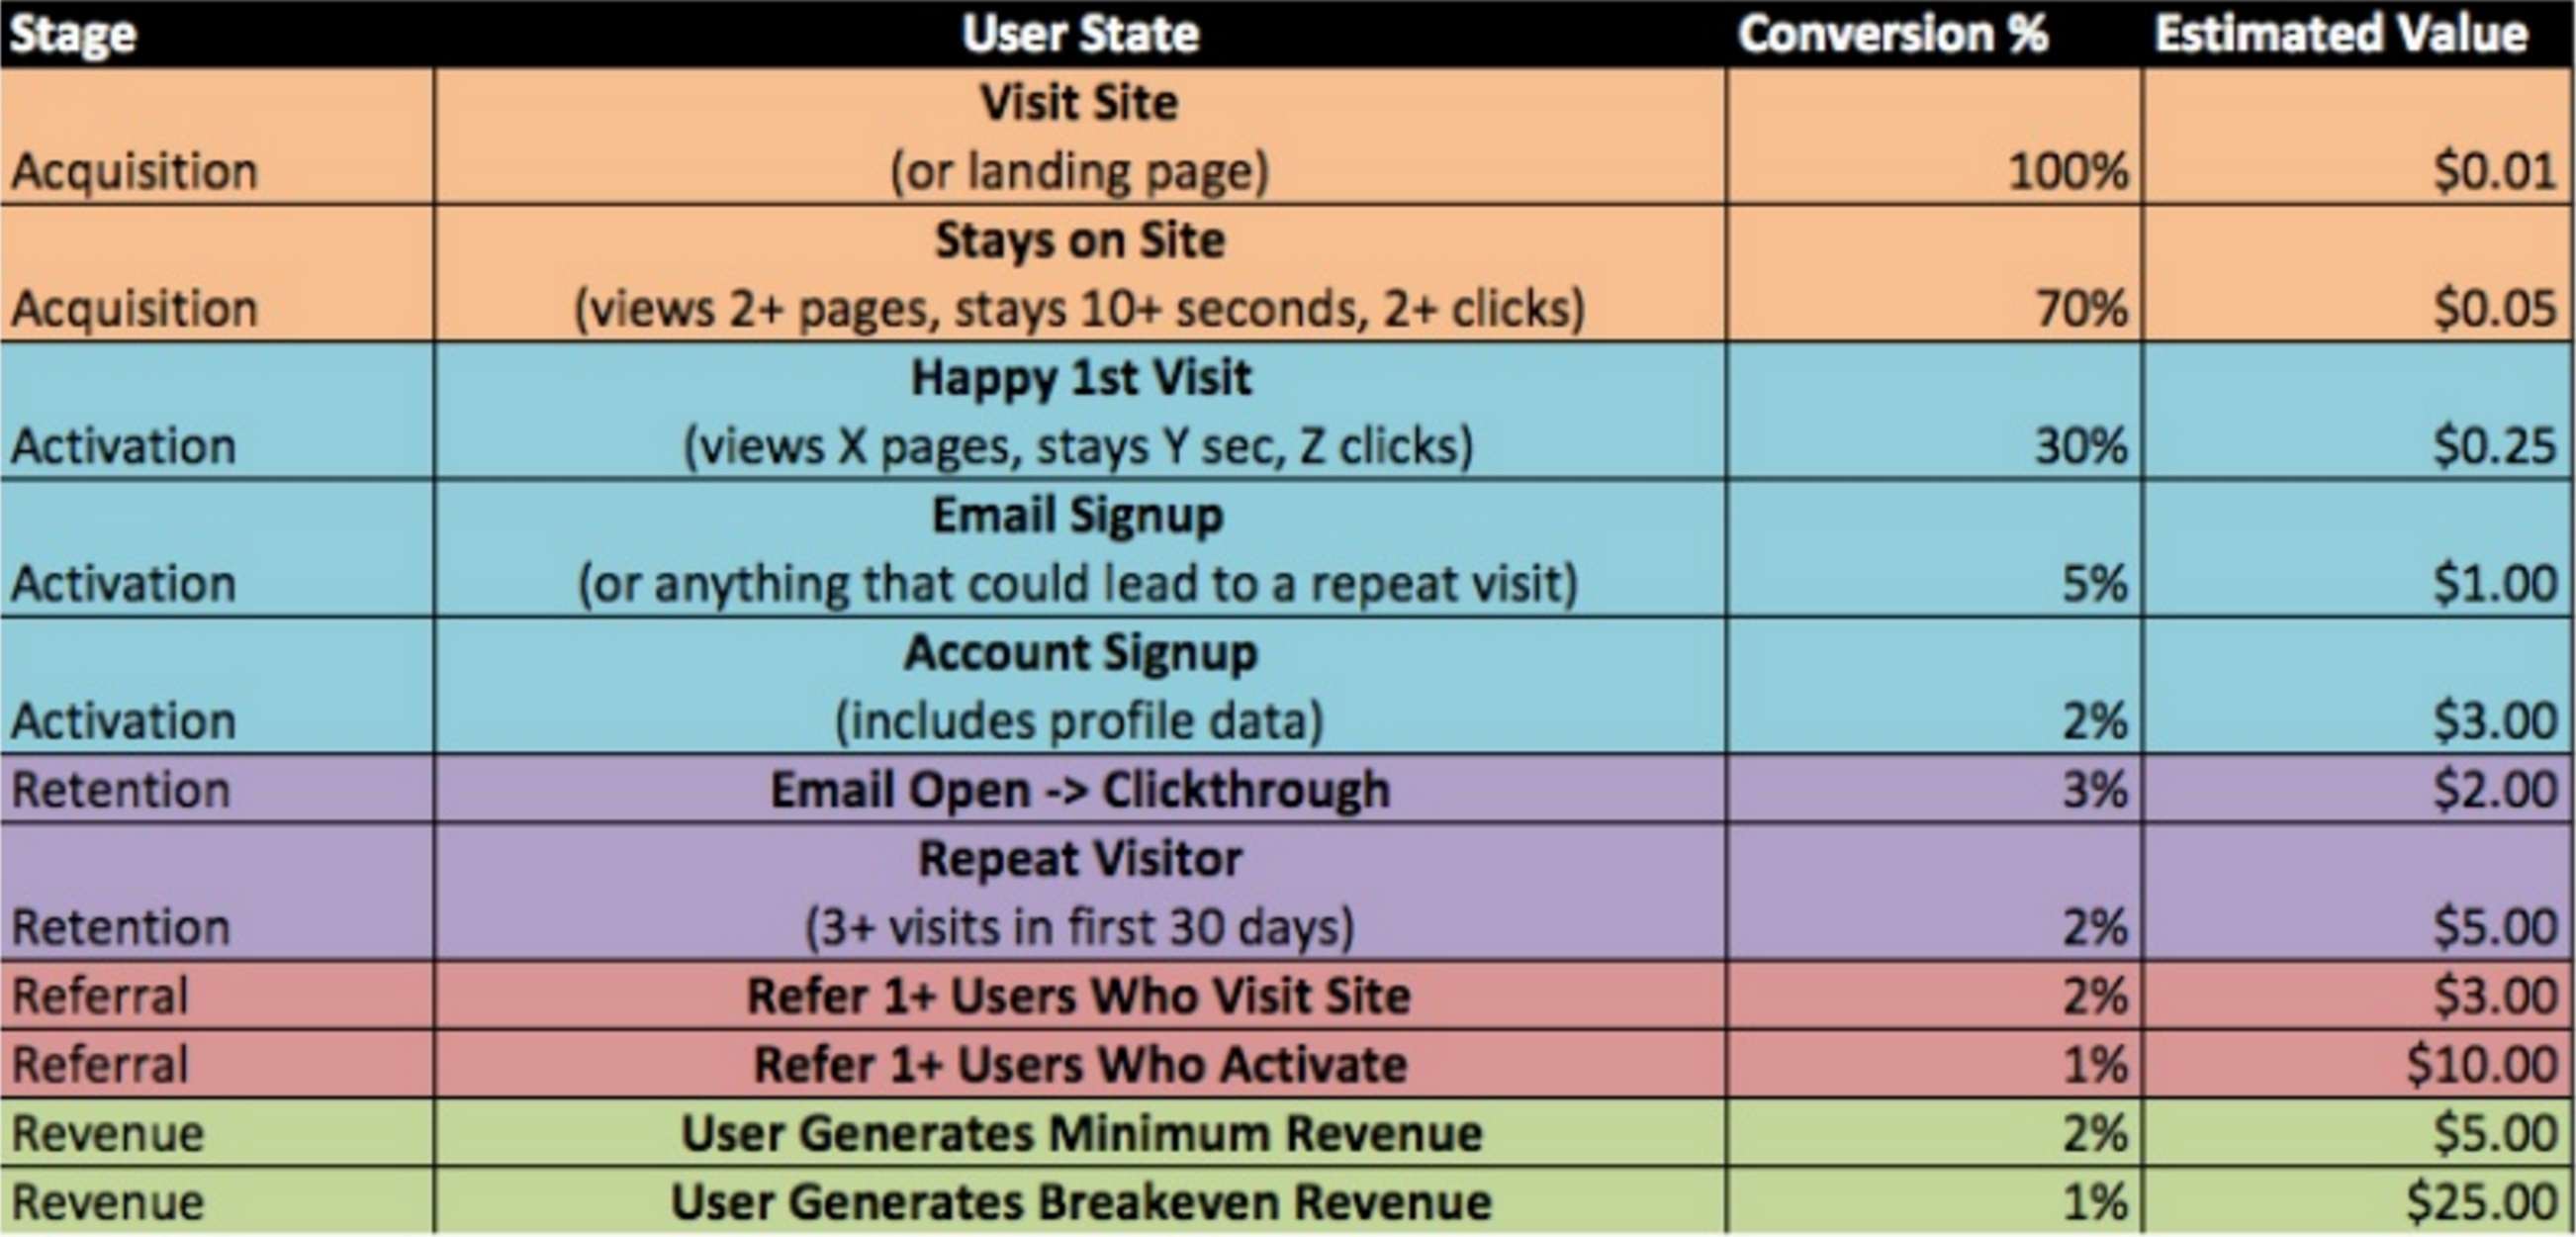 Stage User State Conversion % Estimated Value
Visit Site
Acquisition (or landing page) 100% $0.01
Stays on Site
Acquisition (views 2+ pages, stays 10+ seconds, 2+ clicks) 70% $0.05
Happy 1st Visit
Activation (views X pages, stays Y sec, Z clicks) 30% $0.25
Email Signup
Activation (or anything that could lead to a repeat visit) 5% $1.00
Account Signup
Activation (includes profile data) 2% $3.00
Retention Email Open -> Clickthrough 3% $2.00
Repeat Visitor
Retention (3+ visits in first 30 days) 2% $5.00
Referral Refer 1+ Users Who Visit Site 2% $3.00
Referral Refer 1+ Users Who Activate 1% $10.00
Revenue User Generates Minimum Revenue 2% $5.00
Revenue User Generates Breakeven Revenue 1% $25.00